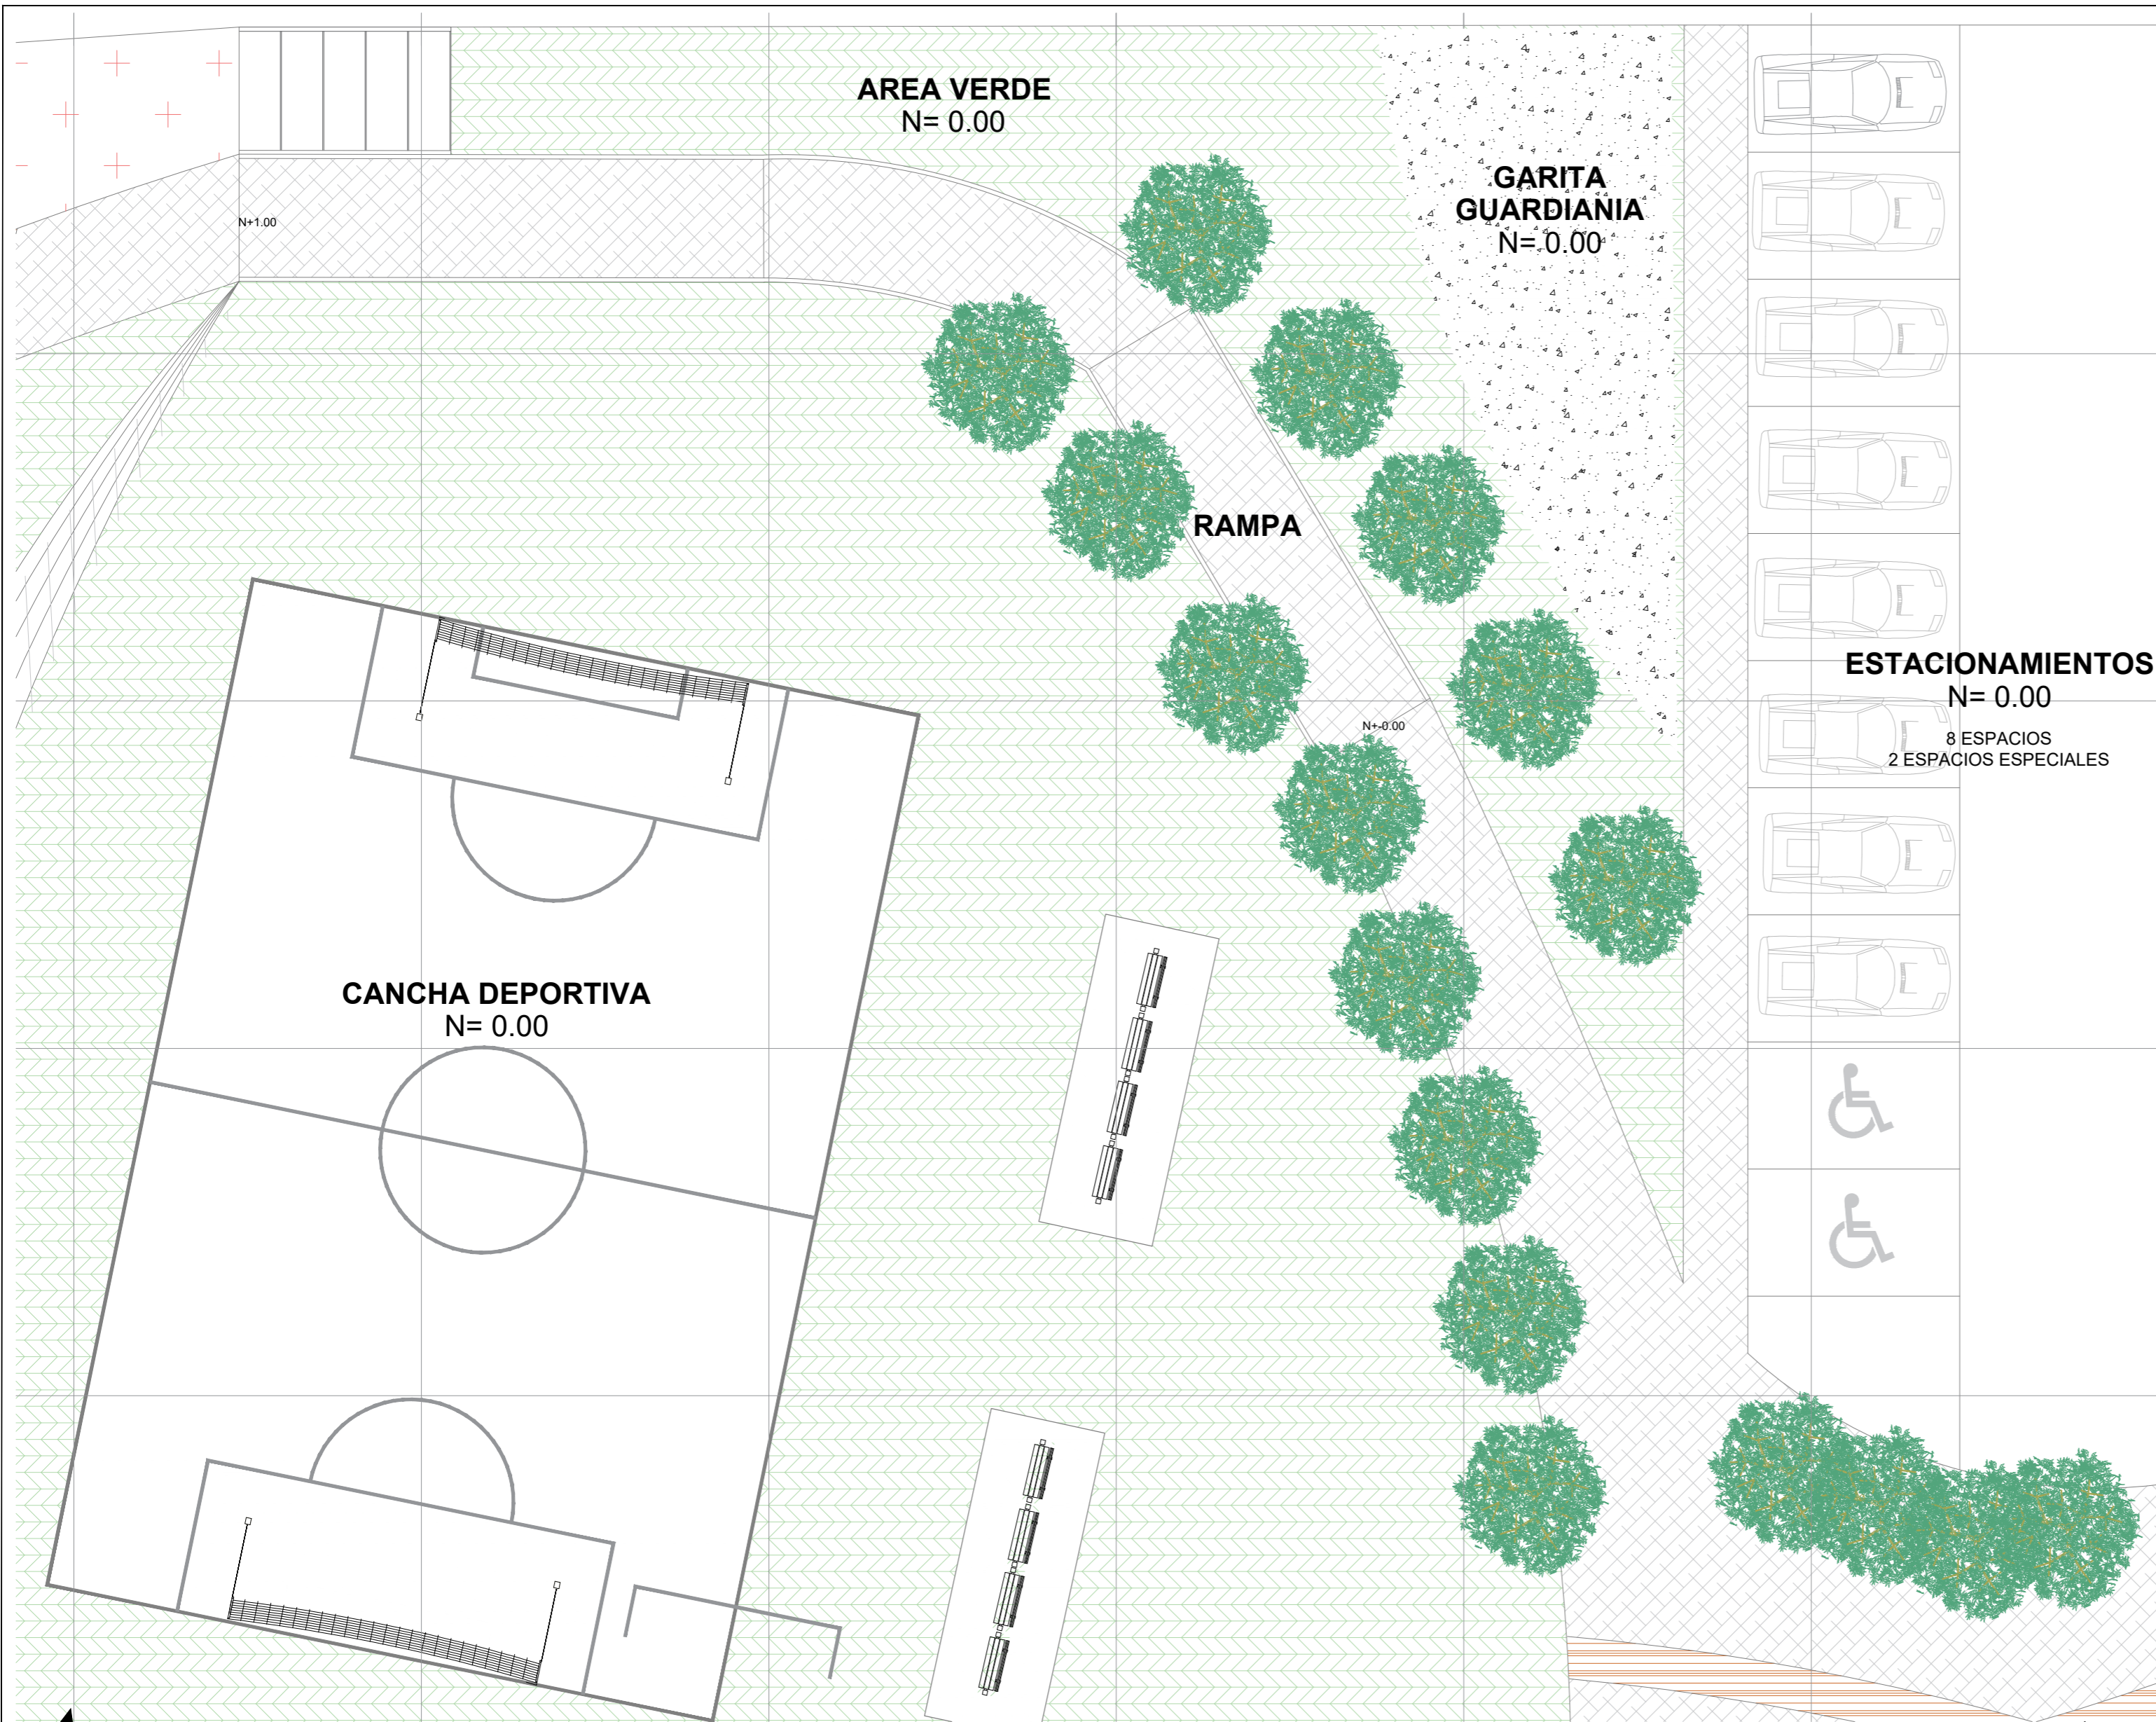 AREA VERDE
N= 0.00
GARITA
GUARDIANIA
N= 0.00
N+1.00
RAMPA
ESTACIONAMIENTOS
N= 0.00
8 ESPACIOS
2 ESPACIOS ESPECIALES
N+-0.00
CANCHA DEPORTIVA
N= 0.00